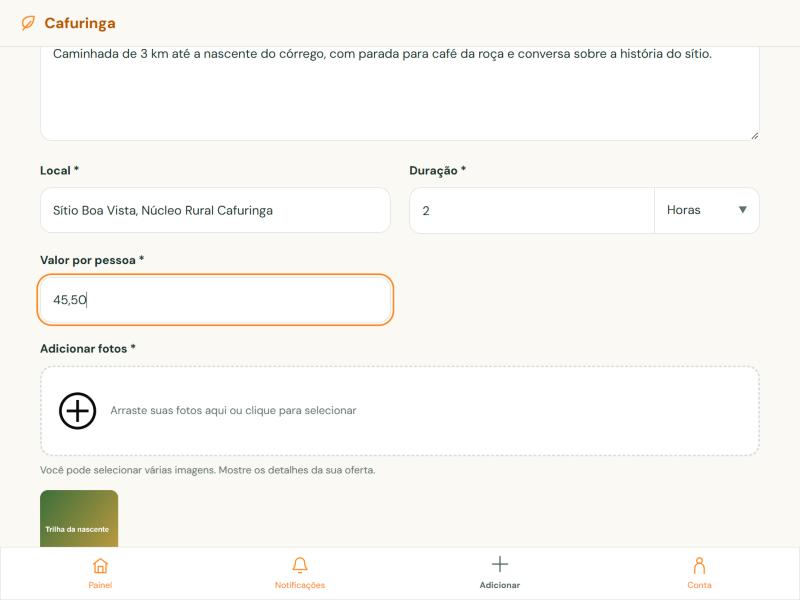 Cafuringa
Caminhada de 3 km até a nascente do córrego, com parada para café da roça e conversa sobre a história do sítio.
Local *
Duração *
Sítio Boa Vista, Núcleo Rural Cafuringa
2
Horas
Valor por pessoa *
45,50
Adicionar fotos *
Arraste suas fotos aqui ou clique para selecionar
Você pode selecionar várias imagens. Mostre os detalhes da sua oferta.
Trilha da nascente
Painel
Notificações
Adicionar
Conta